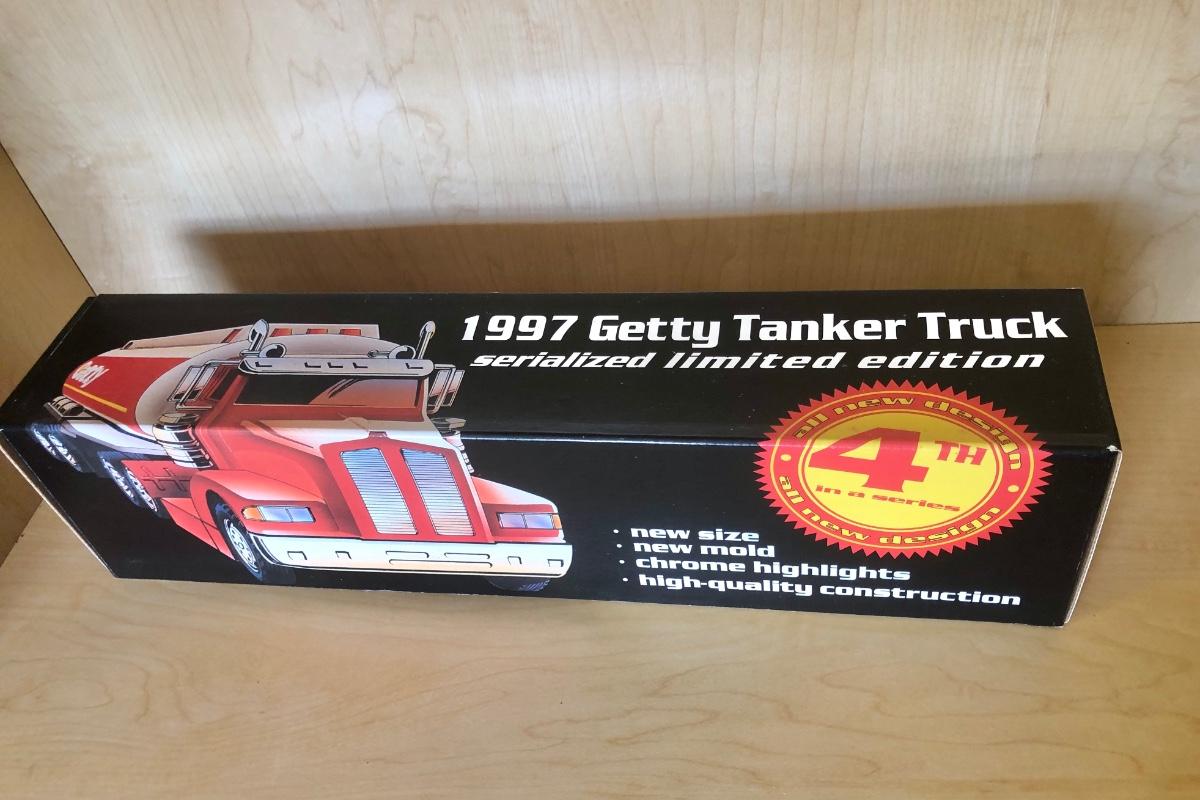 1997 Getty Tanker Truck
serialized limited edition
Getty
all new design
4TH
in a series
all new design
• new size
• new mold
• chrome highlights
• high-quality construction